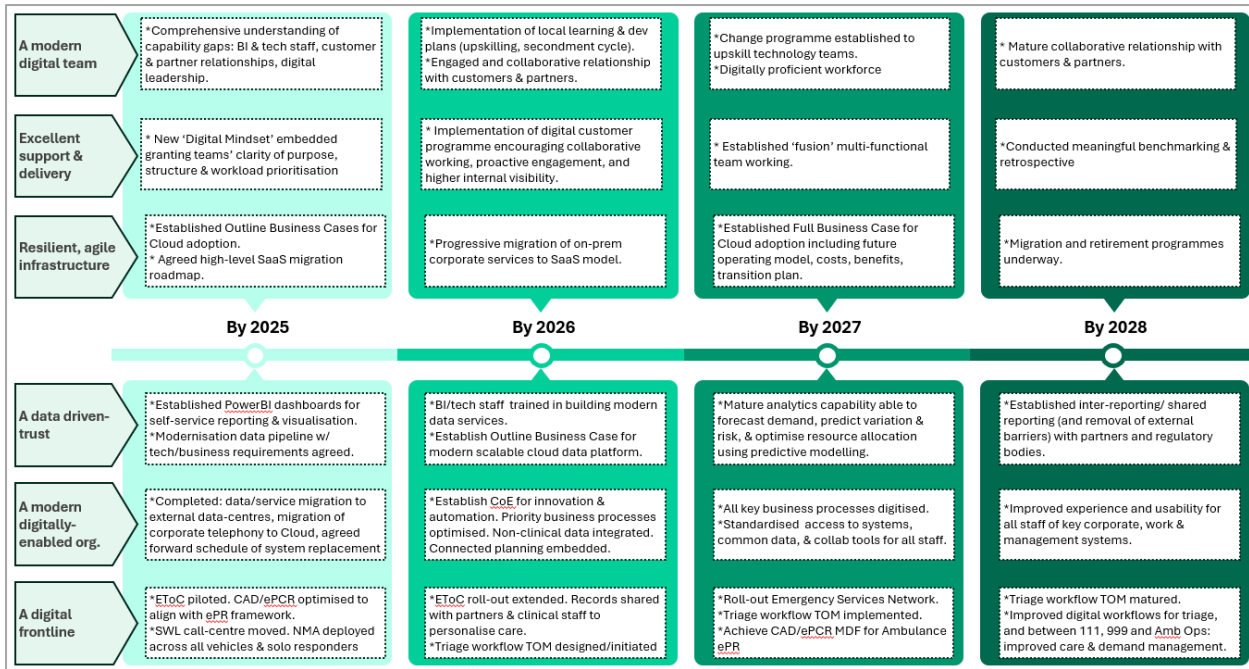 A modern
digital team
*Comprehensive understanding of
capability gaps: BI & tech staff, customer
& partner relationships, digital
leadership.
*Implementation of local learning & dev
plans (upskilling, secondment cycle).
*Engaged and collaborative relationship
with customers & partners.
*Change programme established to
upskill technology teams.
*Digitally proficient workforce
* Mature collaborative relationship with
customers & partners.
Excellent
support &
delivery
* New ‘Digital Mindset’ embedded
granting teams’ clarity of purpose,
structure & workload prioritisation
* Implementation of digital customer
programme encouraging collaborative
working, proactive engagement, and
higher internal visibility.
* Established ‘fusion’ multi-functional
team working.
*Conducted meaningful benchmarking &
retrospective
Resilient, agile
infrastructure
*Established Outline Business Cases for
Cloud adoption.
* Agreed high-level SaaS migration
roadmap.
*Progressive migration of on-prem
corporate services to SaaS model.
*Established Full Business Case for
Cloud adoption including future
operating model, costs, benefits,
transition plan.
*Migration and retirement programmes
underway.
By 2025
By 2026
By 2027
By 2028
A data driven-
trust
*Established PowerBI dashboards for
self-service reporting & visualisation.
*Modernisation data pipeline w/
tech/business requirements agreed.
*BI/tech staff trained in building modern
data services.
*Establish Outline Business Case for
modern scalable cloud data platform.
*Mature analytics capability able to
forecast demand, predict variation &
risk, & optimise resource allocation
using predictive modelling.
*Established inter-reporting/ shared
reporting (and removal of external
barriers) with partners and regulatory
bodies.
A modern
digitally-
enabled org.
*Completed: data/service migration to
external data-centres, migration of
corporate telephony to Cloud, agreed
forward schedule of system replacement
*Establish CoE for innovation &
automation. Priority business processes
optimised. Non-clinical data integrated.
Connected planning embedded.
*All key business processes digitised.
*Standardised access to systems,
common data, & collab tools for all staff.
*Improved experience and usability for
all staff of key corporate, work &
management systems.
A digital
frontline
*EToC piloted. CAD/ePCR optimised to
align with ePR framework.
*SWL call-centre moved. NMA deployed
across all vehicles & solo responders
*EToC roll-out extended. Records shared
with partners & clinical staff to
personalise care.
*Triage workflow TOM designed/initiated
*Roll-out Emergency Services Network.
*Triage workflow TOM implemented.
*Achieve CAD/ePCR MDF for Ambulance
ePR
*Triage workflow TOM matured.
*Improved digital workflows for triage,
and between 111, 999 and Amb Ops:
improved care & demand management.